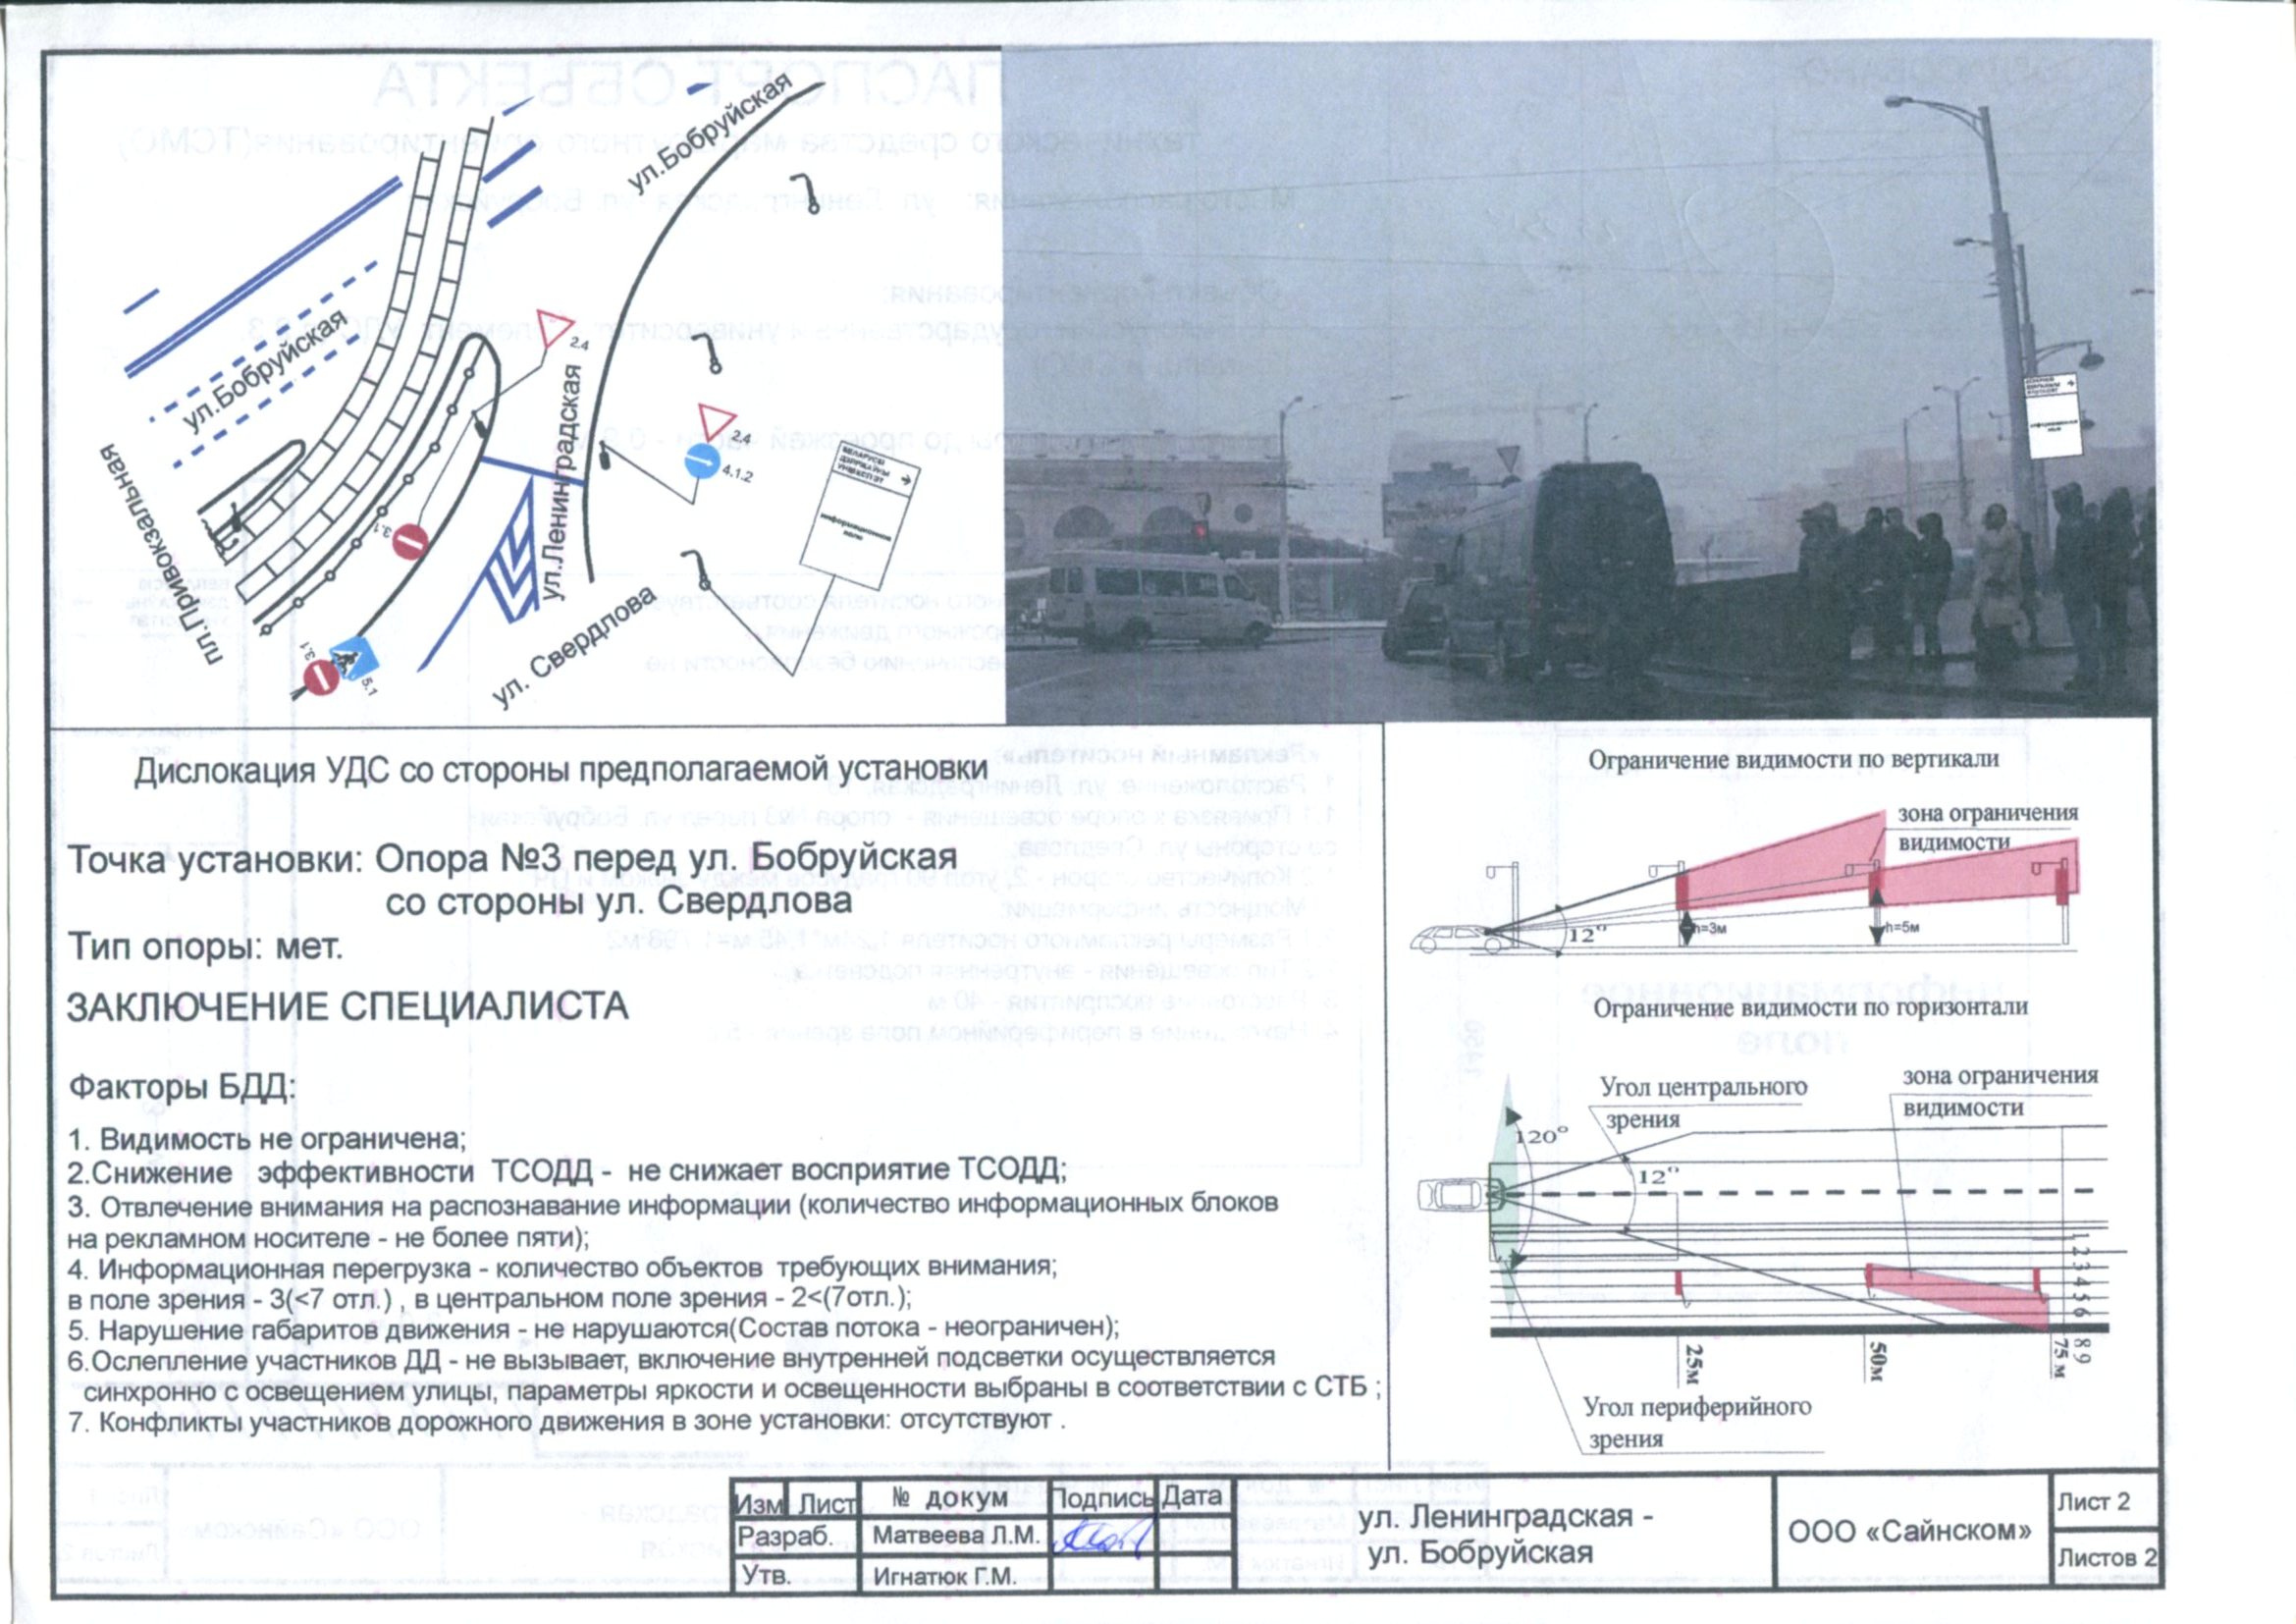 ул.Бобруйская
ул.Бобруйская
пл.Привокзальная
ул.Ленинградская
ул. Свердлова
2.4
2.4
4.1.2
3.1
3.1
5.1
БЕЛАРУСКІ
ДЗЯРЖАЎНЫ
информационное
поле
информационное
поле
Дислокация УДС со стороны предполагаемой установки
Точка установки: Опора №3 перед ул. Бобруйская
со стороны ул. Свердлова
Тип опоры: мет.
ЗАКЛЮЧЕНИЕ СПЕЦИАЛИСТА
Факторы БДД:
1. Видимость не ограничена;
2.Снижение эффективности ТСОДД - не снижает восприятие ТСОДД;
3. Отвлечение внимания на распознавание информации (количество информационных блоков
на рекламном носителе - не более пяти);
4. Информационная перегрузка - количество объектов требующих внимания;
в поле зрения - 3(<7 отл.) , в центральном поле зрения - 2<(7отл.);
5. Нарушение габаритов движения - не нарушаются(Состав потока - неограничен);
6.Ослепление участников ДД - не вызывает, включение внутренней подсветки осуществляется
синхронно с освещением улицы, параметры яркости и освещенности выбраны в соответствии с СТБ ;
7. Конфликты участников дорожного движения в зоне установки: отсутствуют .
Ограничение видимости по вертикали
зона ограничения
видимости
12°
h=3м
h=5м
Ограничение видимости по горизонтали
Угол центрального
зрения
зона ограничения
видимости
120°
12°
1 2 3 4 5 6 8 9
25м
50м
75 м
Угол периферийного
зрения
Изм Лист № докум Подпись Дата
Разраб. Матвеева Л.М.
Утв. Игнатюк Г.М.
ул. Ленинградская -
ул. Бобруйская
ООО «Сайнском»
Лист 2
Листов 2